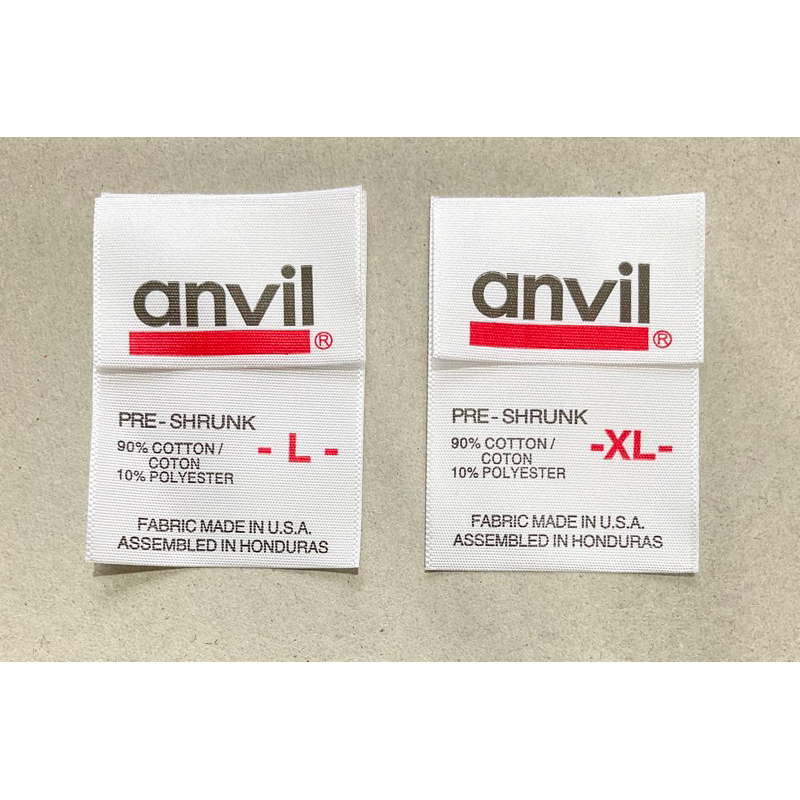 anvil®
PRE-SHRUNK
90% COTTON/
COTON
10% POLYESTER
-L-
FABRIC MADE IN U.S.A.
ASSEMBLED IN HONDURAS
anvil®
PRE-SHRUNK
90% COTTON/
COTON
10% POLYESTER
-XL-
FABRIC MADE IN U.S.A.
ASSEMBLED IN HONDURAS